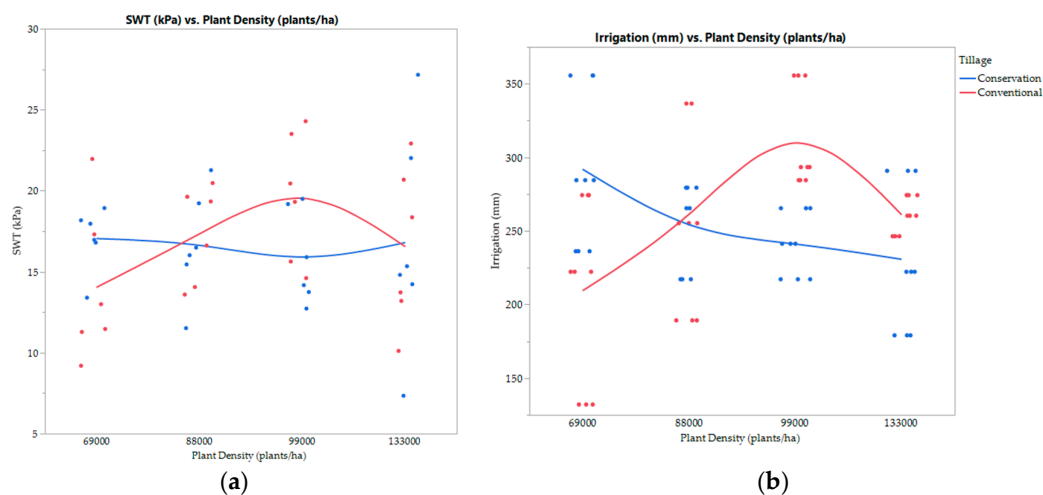 SWT (kPa) vs. Plant Density (plants/ha)
30
25
20
15
10
5
SWT (kPa)
69000
88000
99000
133000
Plant Density (plants/ha)
(a)
Irrigation (mm) vs. Plant Density (plants/ha)
350
300
250
200
150
Irrigation (mm)
69000
88000
99000
133000
Plant Density (plants/ha)
(b)
Tillage
Conservation
Conventional